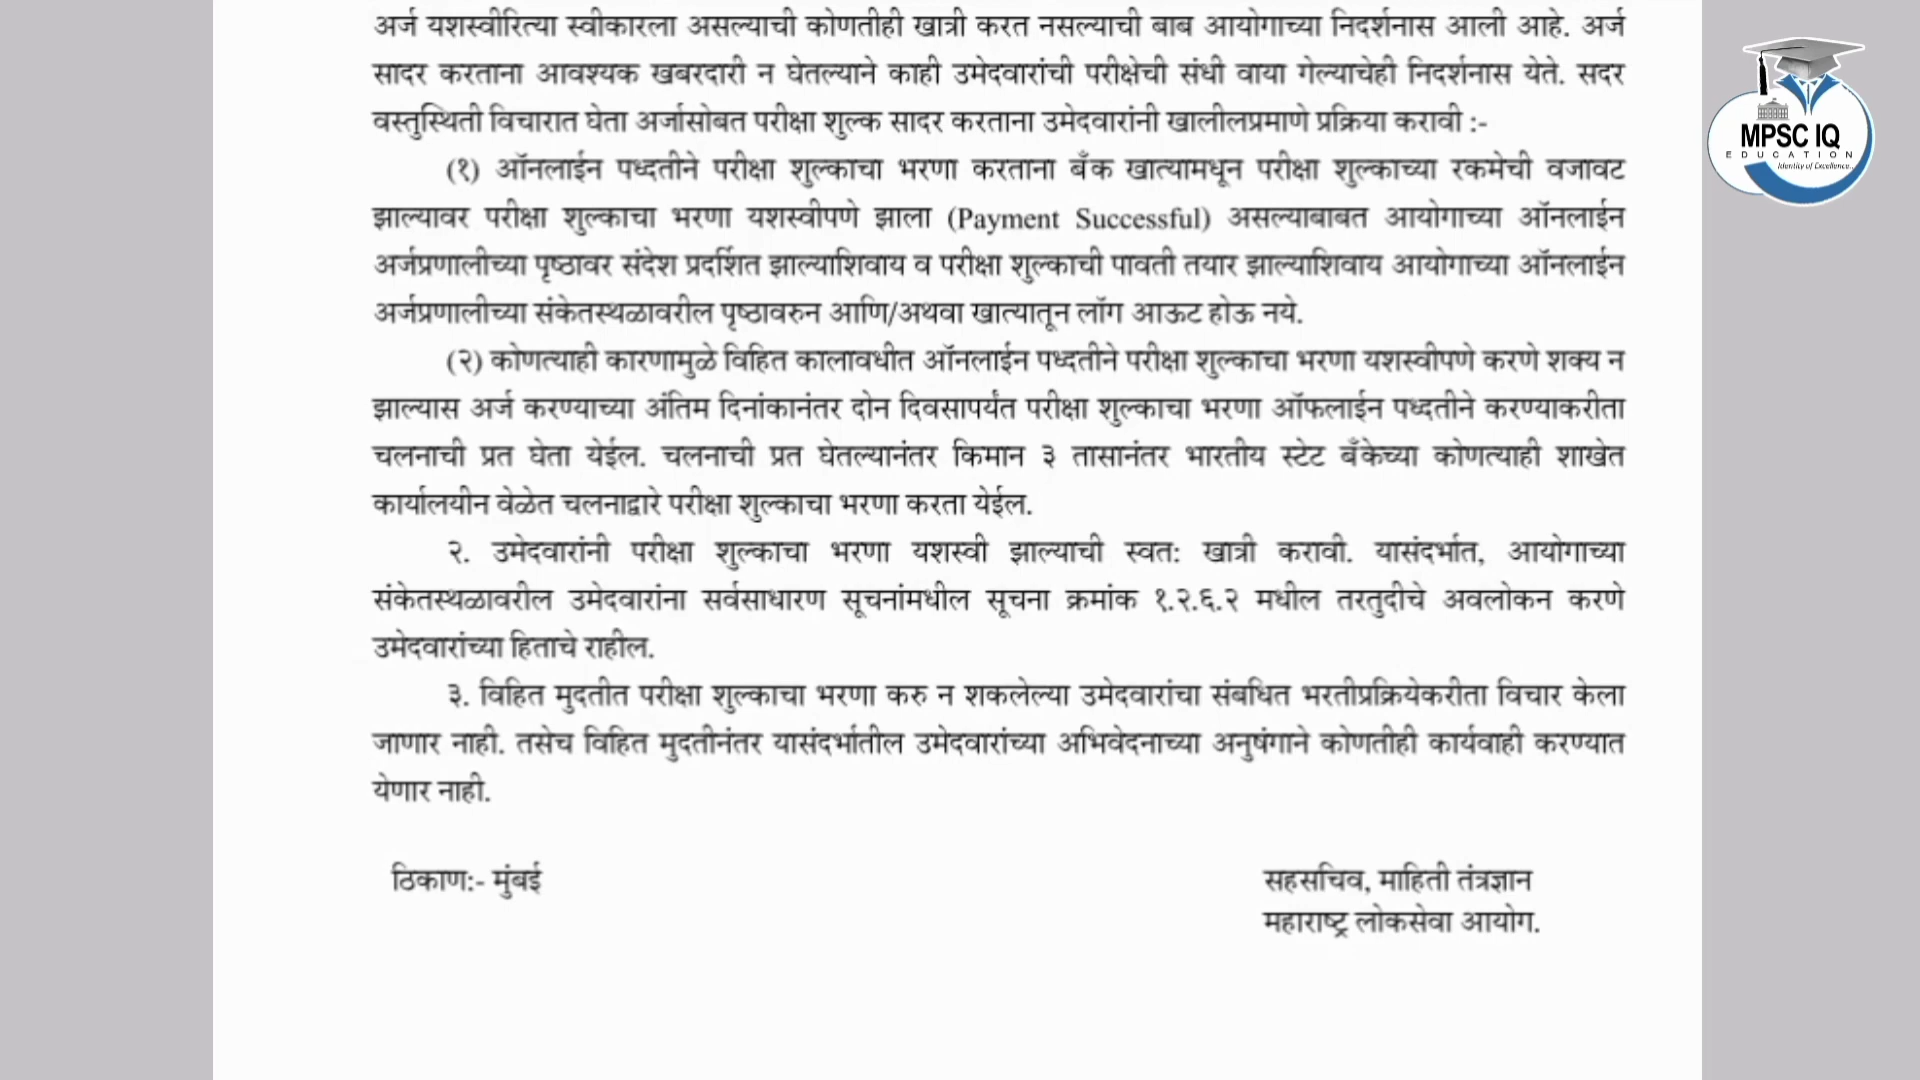 अर्ज यशस्वीरित्या स्वीकारला असल्याची कोणतीही खात्री करत नसल्याची बाब आयोगाच्या निदर्शनास आली आहे. अर्ज
सादर करताना आवश्यक खबरदारी न घेतल्याने काही उमेदवारांची परीक्षेची संधी वाया गेल्याचेही निदर्शनास येते. सदर
वस्तुस्थिती विचारात घेता अर्जासोबत परीक्षा शुल्क सादर करताना उमेदवारांनी खालीलप्रमाणे प्रक्रिया करावी :-
(१) ऑनलाईन पध्दतीने परीक्षा शुल्काचा भरणा करताना बँक खात्यामधून परीक्षा शुल्काच्या रकमेची वजावट
झाल्यावर परीक्षा शुल्काचा भरणा यशस्वीपणे झाला (Payment Successful) असल्याबाबत आयोगाच्या ऑनलाईन
अर्जप्रणालीच्या पृष्ठावर संदेश प्रदर्शित झाल्याशिवाय व परीक्षा शुल्काची पावती तयार झाल्याशिवाय आयोगाच्या ऑनलाईन
अर्जप्रणालीच्या संकेतस्थळावरील पृष्ठावरुन आणि/अथवा खात्यातून लॉग आऊट होऊ नये.
(२) कोणत्याही कारणामुळे विहित कालावधीत ऑनलाईन पध्दतीने परीक्षा शुल्काचा भरणा यशस्वीपणे करणे शक्य न
झाल्यास अर्ज करण्याच्या अंतिम दिनांकानंतर दोन दिवसापर्यंत परीक्षा शुल्काचा भरणा ऑफलाईन पध्दतीने करण्याकरीता
चलनाची प्रत घेता येईल. चलनाची प्रत घेतल्यानंतर किमान ३ तासानंतर भारतीय स्टेट बँकेच्या कोणत्याही शाखेत
कार्यालयीन वेळेत चलनाद्वारे परीक्षा शुल्काचा भरणा करता येईल.
२. उमेदवारांनी परीक्षा शुल्काचा भरणा यशस्वी झाल्याची स्वत: खात्री करावी. यासंदर्भात, आयोगाच्या
संकेतस्थळावरील उमेदवारांना सर्वसाधारण सूचनांमधील सूचना क्रमांक १.२.६.२ मधील तरतुदीचे अवलोकन करणे
उमेदवारांच्या हिताचे राहील.
३. विहित मुदतीत परीक्षा शुल्काचा भरणा करु न शकलेल्या उमेदवारांचा संबधित भरतीप्रक्रियेकरीता विचार केला
जाणार नाही. तसेच विहित मुदतीनंतर यासंदर्भातील उमेदवारांच्या अभिवेदनाच्या अनुषंगाने कोणतीही कार्यवाही करण्यात
येणार नाही.
ठिकाण:- मुंबई
सहसचिव, माहिती तंत्रज्ञान
महाराष्ट्र लोकसेवा आयोग.
MPSC IQ
EDUCATION
Identity of Excellence...